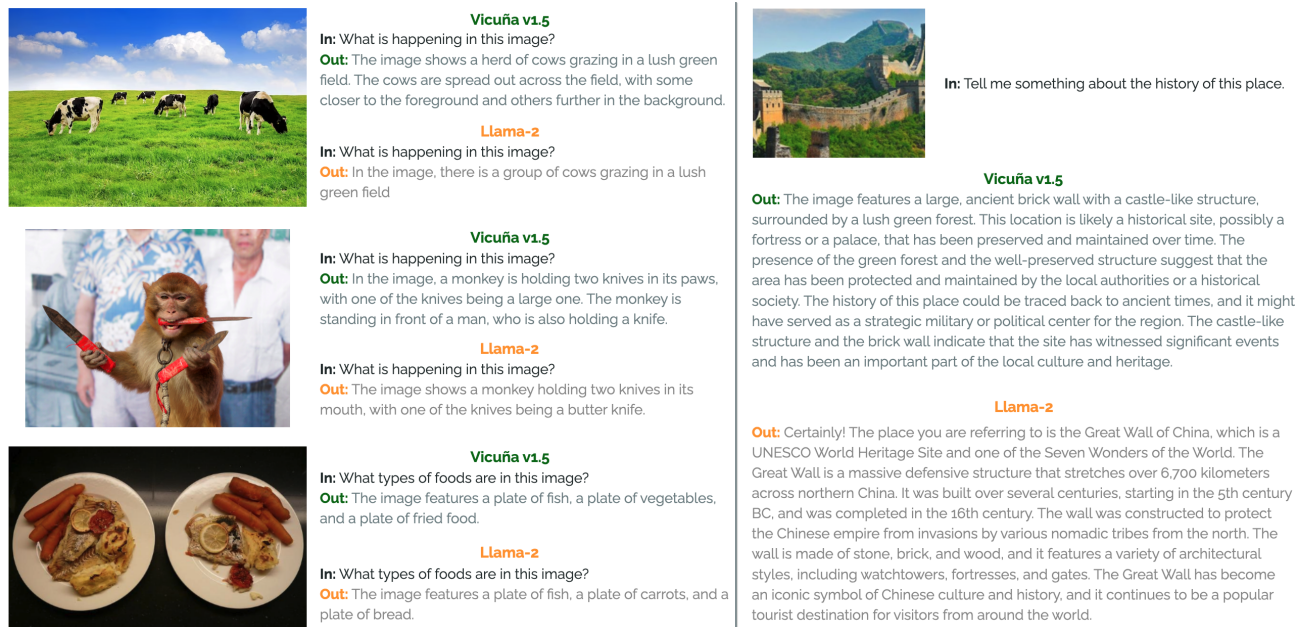 Vicuña v1.5
In: What is happening in this image?
Out: The image shows a herd of cows grazing in a lush green
field. The cows are spread out across the field, with some
closer to the foreground and others further in the background.
Llama-2
In: What is happening in this image?
Out: In the image, there is a group of cows grazing in a lush
green field
Vicuña v1.5
In: What is happening in this image?
Out: In the image, a monkey is holding two knives in its paws,
with one of the knives being a large one. The monkey is
standing in front of a man, who is also holding a knife.
Llama-2
In: What is happening in this image?
Out: The image shows a monkey holding two knives in its
mouth, with one of the knives being a butter knife.
Vicuña v1.5
In: What types of foods are in this image?
Out: The image features a plate of fish, a plate of vegetables,
and a plate of fried food.
Llama-2
In: What types of foods are in this image?
Out: The image features a plate of fish, a plate of carrots, and a
plate of bread.
In: Tell me something about the history of this place.
Vicuña v1.5
Out: The image features a large, ancient brick wall with a castle-like structure,
surrounded by a lush green forest. This location is likely a historical site, possibly a
fortress or a palace, that has been preserved and maintained over time. The
presence of the green forest and the well-preserved structure suggest that the
area has been protected and maintained by the local authorities or a historical
society. The history of this place could be traced back to ancient times, and it might
have served as a strategic military or political center for the region. The castle-like
structure and the brick wall indicate that the site has witnessed significant events
and has been an important part of the local culture and heritage.
Llama-2
Out: Certainly! The place you are referring to is the Great Wall of China, which is a
UNESCO World Heritage Site and one of the Seven Wonders of the World. The
Great Wall is a massive defensive structure that stretches over 6,700 kilometers
across northern China. It was built over several centuries, starting in the 5th century
BC, and was completed in the 16th century. The wall was constructed to protect
the Chinese empire from invasions by various nomadic tribes from the north. The
wall is made of stone, brick, and wood, and it features a variety of architectural
styles, including watchtowers, fortresses, and gates. The Great Wall has become
an iconic symbol of Chinese culture and history, and it continues to be a popular
tourist destination for visitors from around the world.